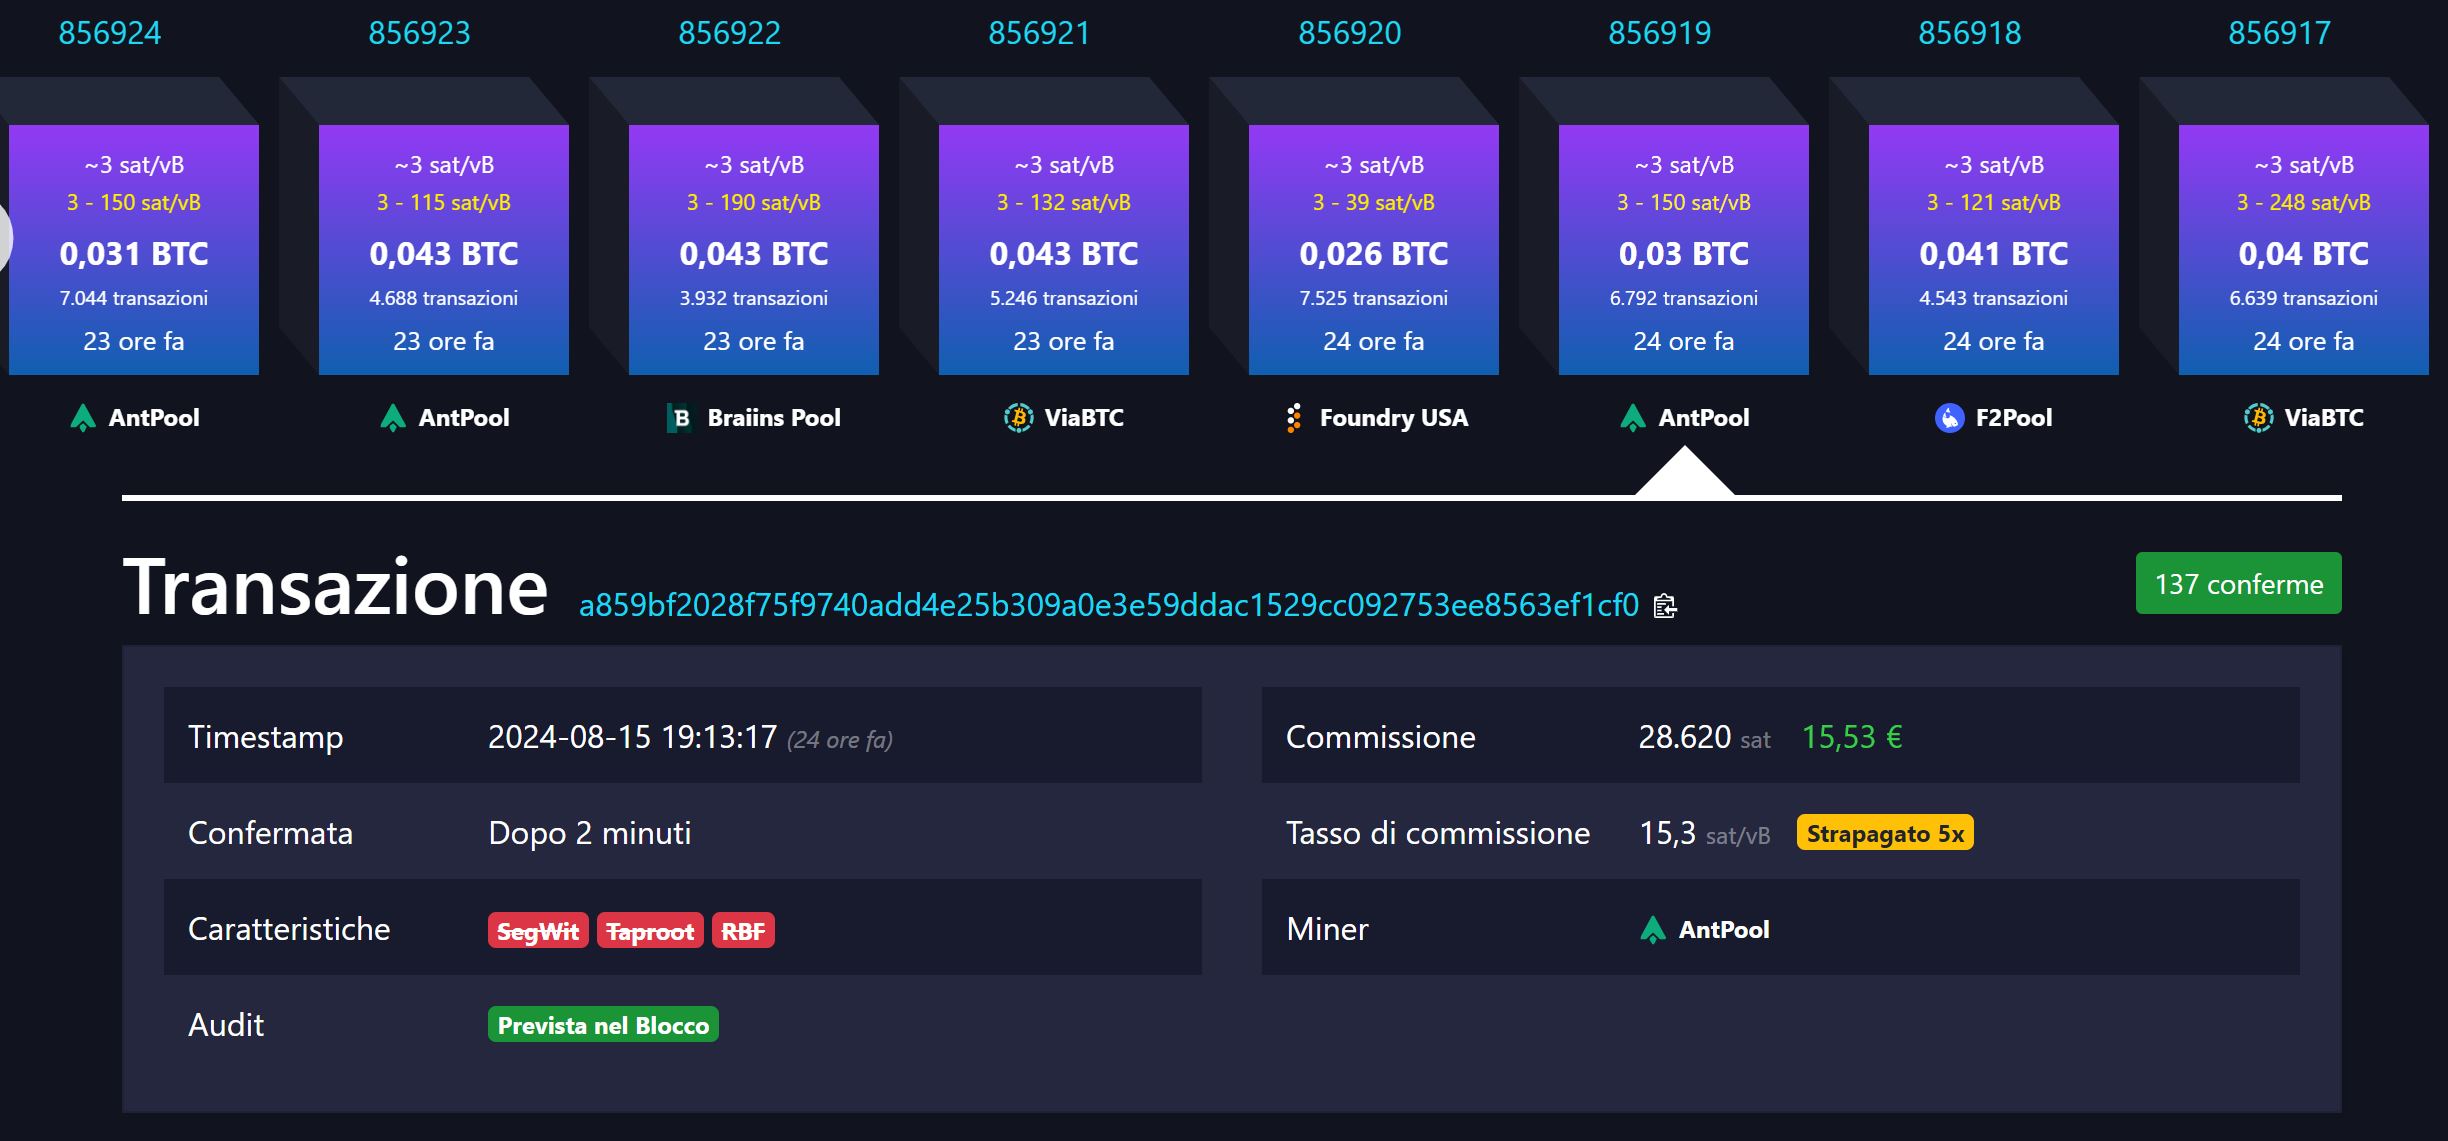 856924 856923 856922 856921 856920 856919 856918 856917
~3 sat/vB ~3 sat/vB ~3 sat/vB ~3 sat/vB ~3 sat/vB ~3 sat/vB ~3 sat/vB ~3 sat/vB
3 - 150 sat/vB 3 - 115 sat/vB 3 - 190 sat/vB 3 - 132 sat/vB 3 - 39 sat/vB 3 - 150 sat/vB 3 - 121 sat/vB 3 - 248 sat/vB
0,031 BTC 0,043 BTC 0,043 BTC 0,043 BTC 0,026 BTC 0,03 BTC 0,041 BTC 0,04 BTC
7.044 transazioni 4.688 transazioni 3.932 transazioni 5.246 transazioni 7.525 transazioni 6.792 transazioni 4.543 transazioni 6.639 transazioni
23 ore fa 23 ore fa 23 ore fa 23 ore fa 24 ore fa 24 ore fa 24 ore fa 24 ore fa
AntPool AntPool Braiins Pool ViaBTC Foundry USA AntPool F2Pool ViaBTC
Transazione a859bf2028f75f9740add4e25b309a0e3e59ddac1529cc092753ee8563ef1cf0 137 conferme
Timestamp 2024-08-15 19:13:17 (24 ore fa)
Confermata Dopo 2 minuti
Caratteristiche SegWit Taproot RBF
Audit Prevista nel Blocco
Commissione 28.620 sat 15,53 €
Tasso di commissione 15,3 sat/vB Strapagato 5x
Miner AntPool